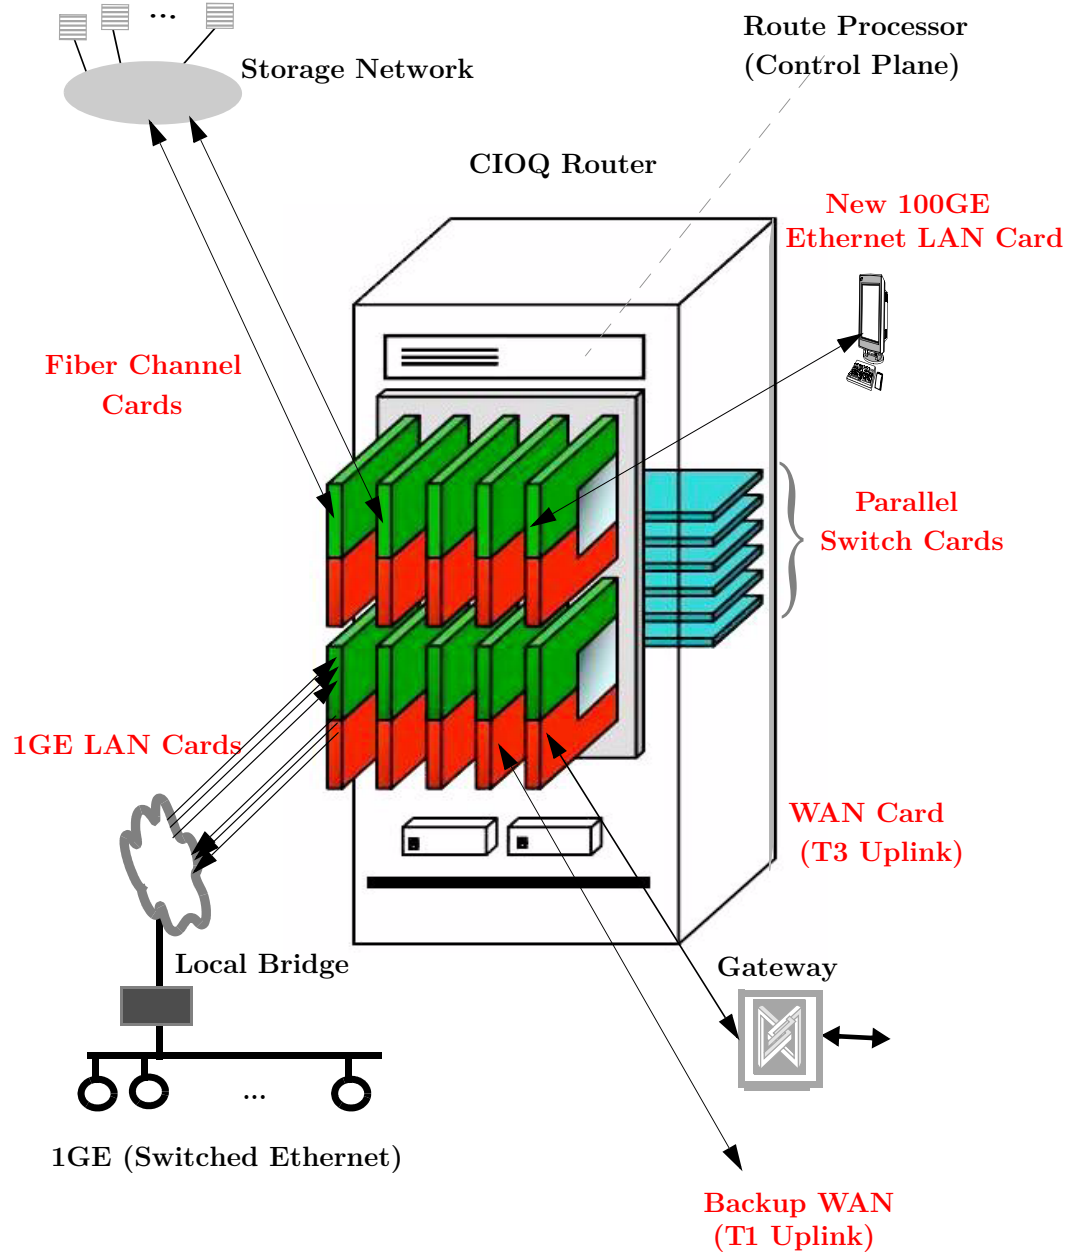 ...
Storage Network
Route Processor
(Control Plane)
CIOQ Router
New 100GE
Ethernet LAN Card
Fiber Channel
Cards
Parallel
Switch Cards
1GE LAN Cards
WAN Card
(T3 Uplink)
Local Bridge
Gateway
...
1GE (Switched Ethernet)
Backup WAN
(T1 Uplink)